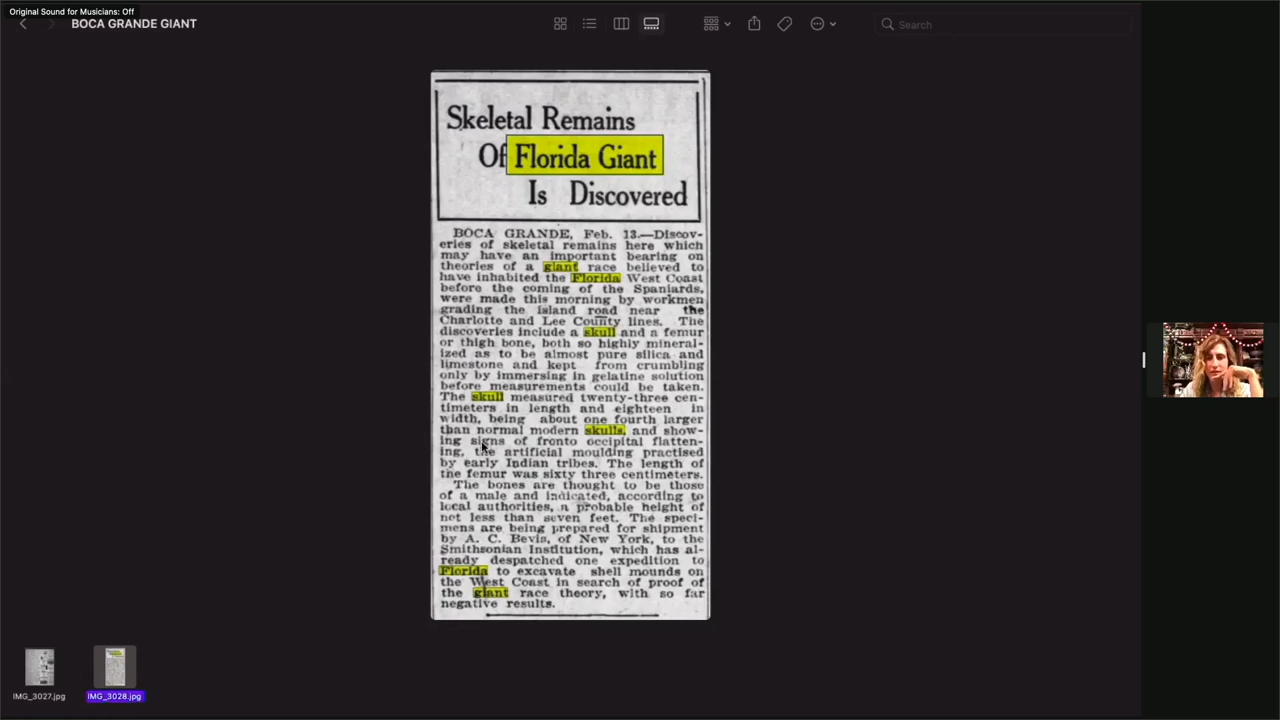 Original Sound for Musicians: Off
BOCA GRANDE GIANT
Search
Skeletal Remains
Of Florida Giant
Is Discovered
BOCA GRANDE, Feb. 13.—Discov-
eries of skeletal remains here which
may have an important bearing on
theories of a giant race believed to
have inhabited the Florida West Coast
before the coming of the Spaniards,
were made this morning by workmen
grading the island road near the
Charlotte and Lee County lines. The
discoveries include a skull and a femur
or thigh bone, both so highly mineral-
ized as to be almost pure silica and
limestone and kept from crumbling
only by immersing in gelatine solution
before measurements could be taken.
The skull measured twenty-three cen-
timeters in length and eighteen in
width, being about one fourth larger
than normal modern skulls, and show-
ing signs of fronto occipital flatten-
ing, the artificial moulding practised
by early Indian tribes. The length of
the femur was sixty three centimeters.
The bones are thought to be those
of a male and indicated, according to
local authorities, a probable height of
not less than seven feet. The speci-
mens are being prepared for shipment
by A. C. Bevis, of New York, to the
Smithsonian Institution, which has al-
ready despatched one expedition to
Florida to excavate shell mounds on
the West Coast in search of proof of
the giant race theory, with so far
negative results.
IMG_3027.jpg
IMG_3028.jpg